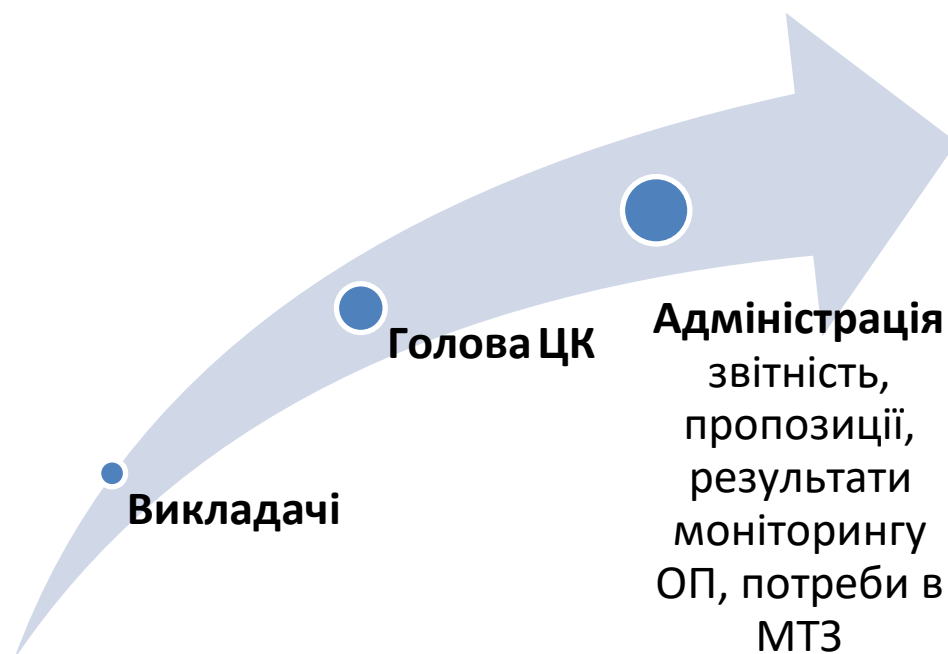 Викладачі
Голова ЦК
Адміністрація
звітність,
пропозиції,
результати
моніторингу
ОП, потреби в
МТЗ